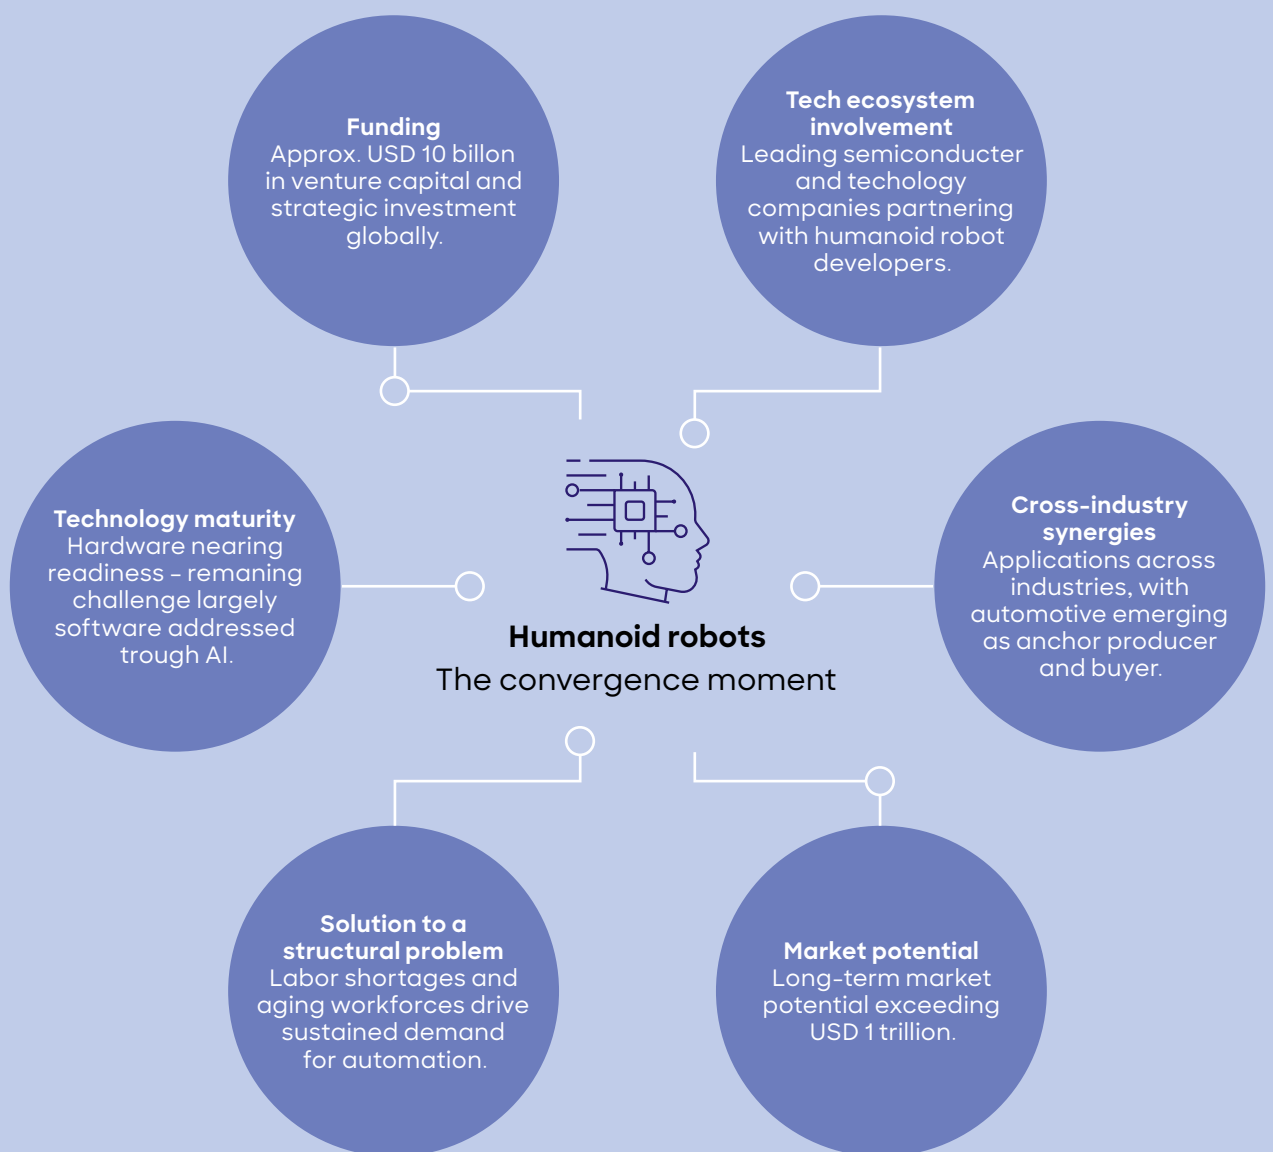 Funding
Approx. USD 10 billon
in venture capital and
strategic investment
globally.
Tech ecosystem
involvement
Leading semiconducter
and techology
companies partnering
with humanoid robot
developers.
Technology maturity
Hardware nearing
readiness – remaning
challenge largely
software addressed
trough AI.
Cross-industry
synergies
Applications across
industries, with
automotive emerging
as anchor producer
and buyer.
Humanoid robots
The convergence moment
Solution to a
structural problem
Labor shortages and
aging workforces drive
sustained demand
for automation.
Market potential
Long-term market
potential exceeding
USD 1 trillion.